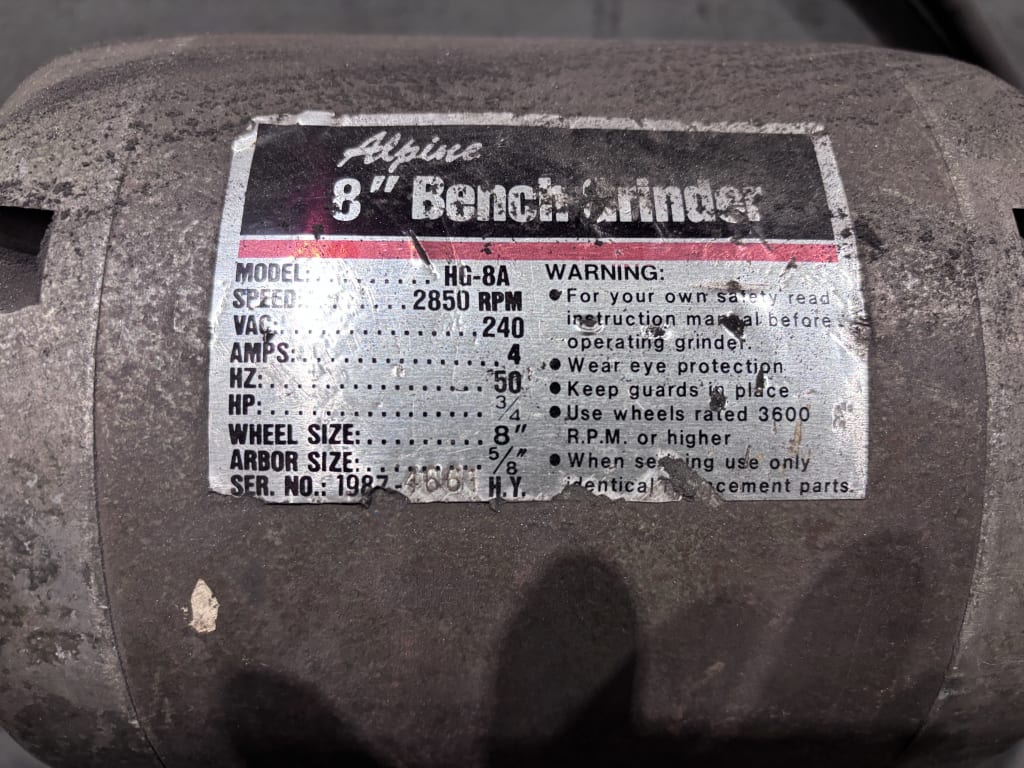 Alpine
8" Bench Grinder
MODEL:.......... HG-8A
SPEED:.........2850 RPM
VAC:...............240
AMPS:................4
HZ:..................50
HP:................3/4
WHEEL SIZE:.........8"
ARBOR SIZE:........5/8"
SER. NO.: 1987- H.Y.
WARNING:
● For your own safety read
instruction manual before
operating grinder.
● Wear eye protection
● Keep guards in place
● Use wheels rated 3600
R.P.M. or higher
● When servicing use only
identical replacement parts.